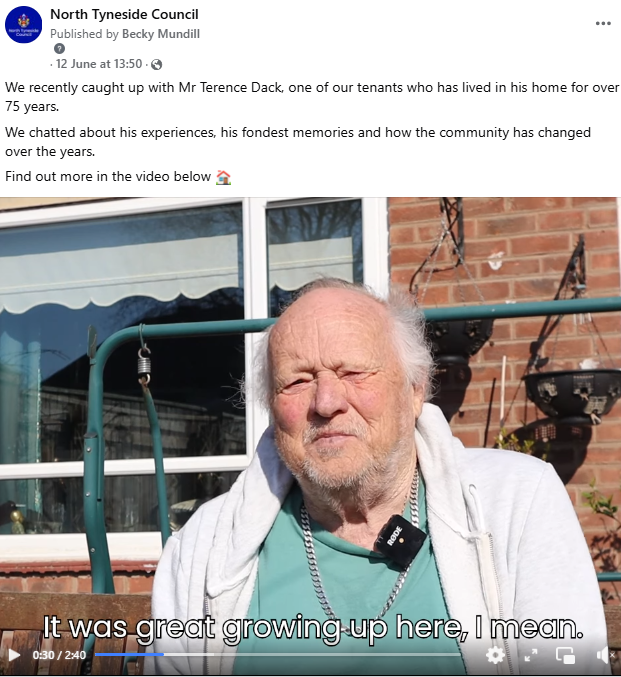 North Tyneside Council
Published by Becky Mundill
· 12 June at 13:50 ·
We recently caught up with Mr Terence Dack, one of our tenants who has lived in his home for over
75 years.
We chatted about his experiences, his fondest memories and how the community has changed
over the years.
Find out more in the video below
RØDE
It was great growing up here, I mean.
0:30 / 2:40